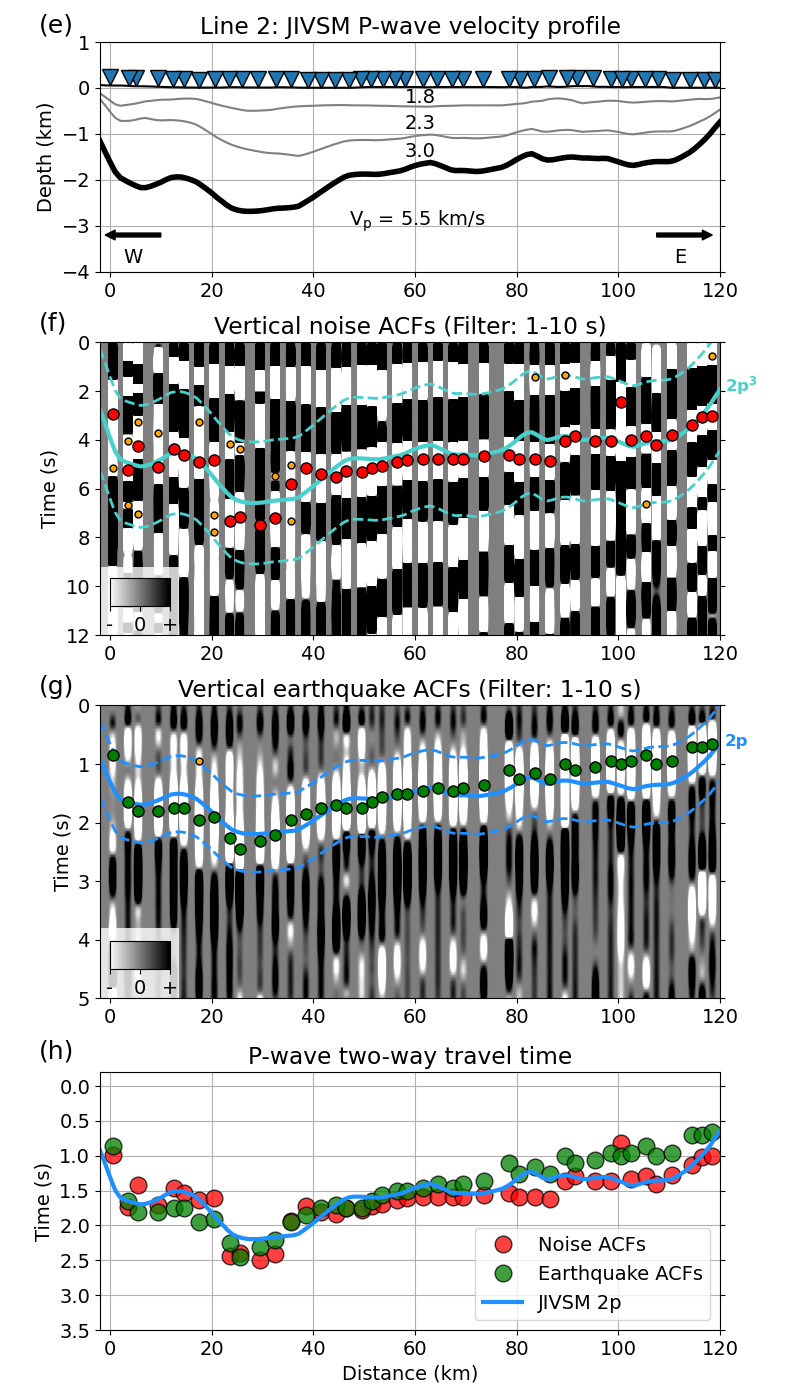 (e)
Line 2: JIVSM P-wave velocity profile
1
0
−1
−2
−3
−4
Depth (km)
1.8
2.3
3.0
Vp = 5.5 km/s
W
E
0 20 40 60 80 100 120
(f)
Vertical noise ACFs (Filter: 1-10 s)
0
2
4
6
8
10
12
Time (s)
2p³
- 0 +
0 20 40 60 80 100 120
(g)
Vertical earthquake ACFs (Filter: 1-10 s)
0
1
2
3
4
5
Time (s)
2p
- 0 +
0 20 40 60 80 100 120
(h)
P-wave two-way travel time
0.0
0.5
1.0
1.5
2.0
2.5
3.0
3.5
Time (s)
Noise ACFs
Earthquake ACFs
JIVSM 2p
0 20 40 60 80 100 120
Distance (km)